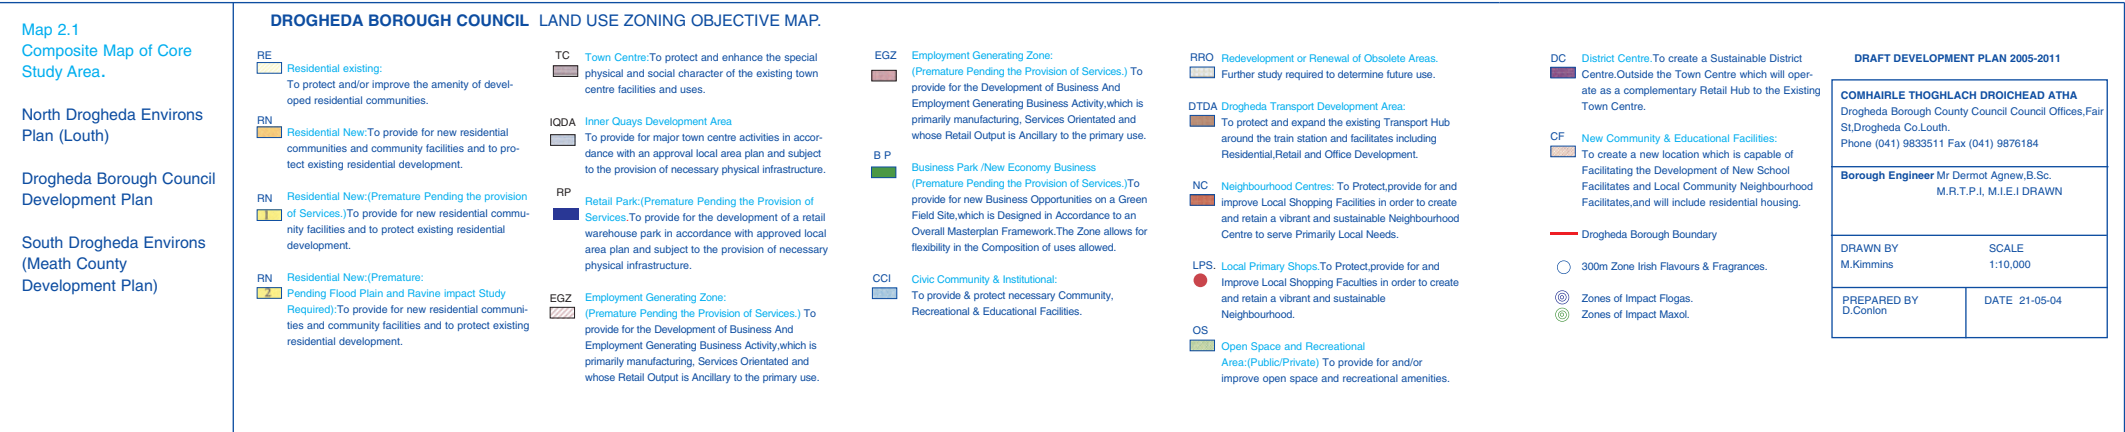 Map 2.1
Composite Map of Core
Study Area.
North Drogheda Environs
Plan (Louth)
Drogheda Borough Council
Development Plan
South Drogheda Environs
(Meath County
Development Plan)
DROGHEDA BOROUGH COUNCIL LAND USE ZONING OBJECTIVE MAP.
RE
Residential existing:
To protect and/or improve the amenity of devel-
oped residential communities.
RN
Residential New:To provide for new residential
communities and community facilities and to pro-
tect existing residential development.
RN
1
Residential New:(Premature Pending the provision
of Services.)To provide for new residential commu-
nity facilities and to protect existing residential
development.
RN
2
Residential New:(Premature:
Pending Flood Plain and Ravine impact Study
Required):To provide for new residential communi-
ties and community facilities and to protect existing
residential development.
TC
Town Centre:To protect and enhance the special
physical and social character of the existing town
centre facilities and uses.
IQDA
Inner Quays Development Area
To provide for major town centre activities in accor-
dance with an approval local area plan and subject
to the provision of necessary physical infrastructure.
RP
Retail Park:(Premature Pending the Provision of
Services.To provide for the development of a retail
warehouse park in accordance with approved local
area plan and subject to the provision of necessary
physical infrastructure.
EGZ
Employment Generating Zone:
(Premature Pending the Provision of Services.) To
provide for the Development of Business And
Employment Generating Business Activity,which is
primarily manufacturing, Services Orientated and
whose Retail Output is Ancillary to the primary use.
EGZ
Employment Generating Zone:
(Premature Pending the Provision of Services.) To
provide for the Development of Business And
Employment Generating Business Activity,which is
primarily manufacturing, Services Orientated and
whose Retail Output is Ancillary to the primary use.
B P
Business Park /New Economy Business
(Premature Pending the Provision of Services.)To
provide for new Business Opportunities on a Green
Field Site,which is Designed in Accordance to an
Overall Masterplan Framework.The Zone allows for
flexibility in the Composition of uses allowed.
CCI
Civic Community & Institutional:
To provide & protect necessary Community,
Recreational & Educational Facilities.
RRO
Redevelopment or Renewal of Obsolete Areas.
Further study required to determine future use.
DTDA
Drogheda Transport Development Area:
To protect and expand the existing Transport Hub
around the train station and facilitates including
Residential,Retail and Office Development.
NC
Neighbourhood Centres: To Protect,provide for and
improve Local Shopping Facilities in order to create
and retain a vibrant and sustainable Neighbourhood
Centre to serve Primarily Local Needs.
LPS.
Local Primary Shops.To Protect,provide for and
Improve Local Shopping Faculties in order to create
and retain a vibrant and sustainable
Neighbourhood.
OS
Open Space and Recreational
Area:(Public/Private) To provide for and/or
improve open space and recreational amenities.
DC
District Centre.To create a Sustainable District
Centre.Outside the Town Centre which will oper-
ate as a complementary Retail Hub to the Existing
Town Centre.
CF
New Community & Educational Facilities:
To create a new location which is capable of
Facilitating the Development of New School
Facilitates and Local Community Neighbourhood
Facilitates,and will include residential housing.
Drogheda Borough Boundary
300m Zone Irish Flavours & Fragrances.
Zones of Impact Flogas.
Zones of Impact Maxol.
DRAFT DEVELOPMENT PLAN 2005-2011
COMHAIRLE THOGHLACH DROICHEAD ATHA
Drogheda Borough County Council Council Offices,Fair
St,Drogheda Co.Louth.
Phone (041) 9833511 Fax (041) 9876184
Borough Engineer Mr Dermot Agnew,B.Sc.
M.R.T.P.I, M.I.E.I DRAWN
DRAWN BY
M.Kimmins
SCALE
1:10,000
PREPARED BY
D.Conlon
DATE 21-05-04